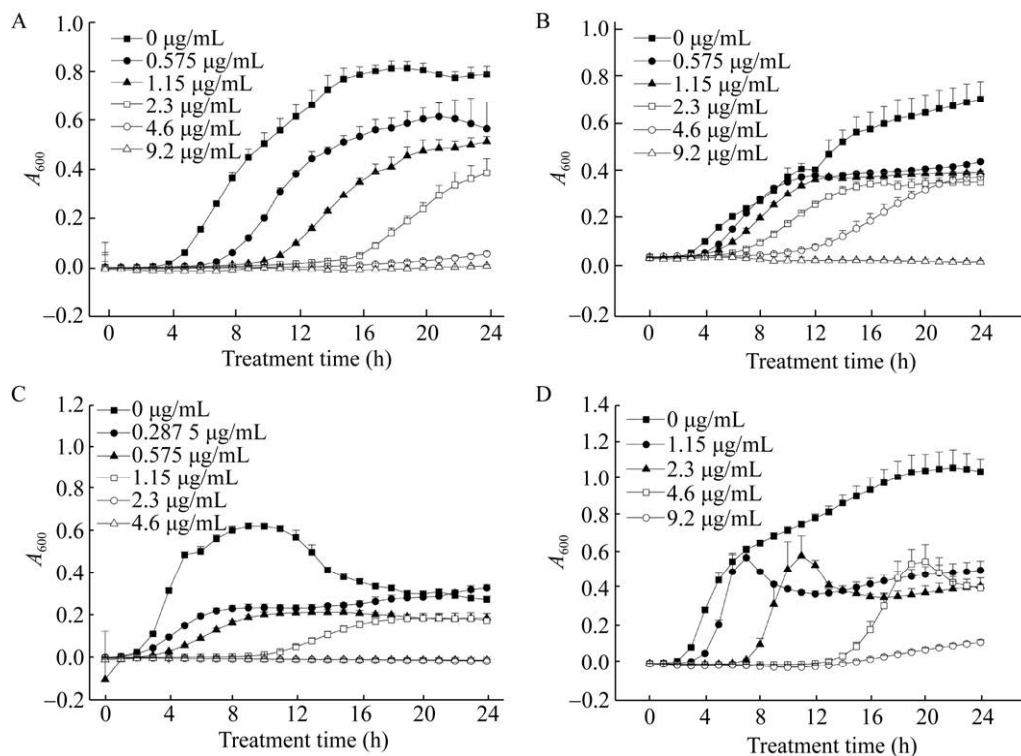 A
1.0
0.8
0.6
0.4
0.2
0.0
–0.2
A600
0 μg/mL
0.575 μg/mL
1.15 μg/mL
2.3 μg/mL
4.6 μg/mL
9.2 μg/mL
0 4 8 12 16 20 24
Treatment time (h)
B
1.0
0.8
0.6
0.4
0.2
0.0
–0.2
A600
0 μg/mL
0.575 μg/mL
1.15 μg/mL
2.3 μg/mL
4.6 μg/mL
9.2 μg/mL
0 4 8 12 16 20 24
Treatment time (h)
C
1.2
1.0
0.8
0.6
0.4
0.2
0.0
–0.2
A600
0 μg/mL
0.287 5 μg/mL
0.575 μg/mL
1.15 μg/mL
2.3 μg/mL
4.6 μg/mL
0 4 8 12 16 20 24
Treatment time (h)
D
1.4
1.2
1.0
0.8
0.6
0.4
0.2
0.0
–0.2
A600
0 μg/mL
1.15 μg/mL
2.3 μg/mL
4.6 μg/mL
9.2 μg/mL
0 4 8 12 16 20 24
Treatment time (h)